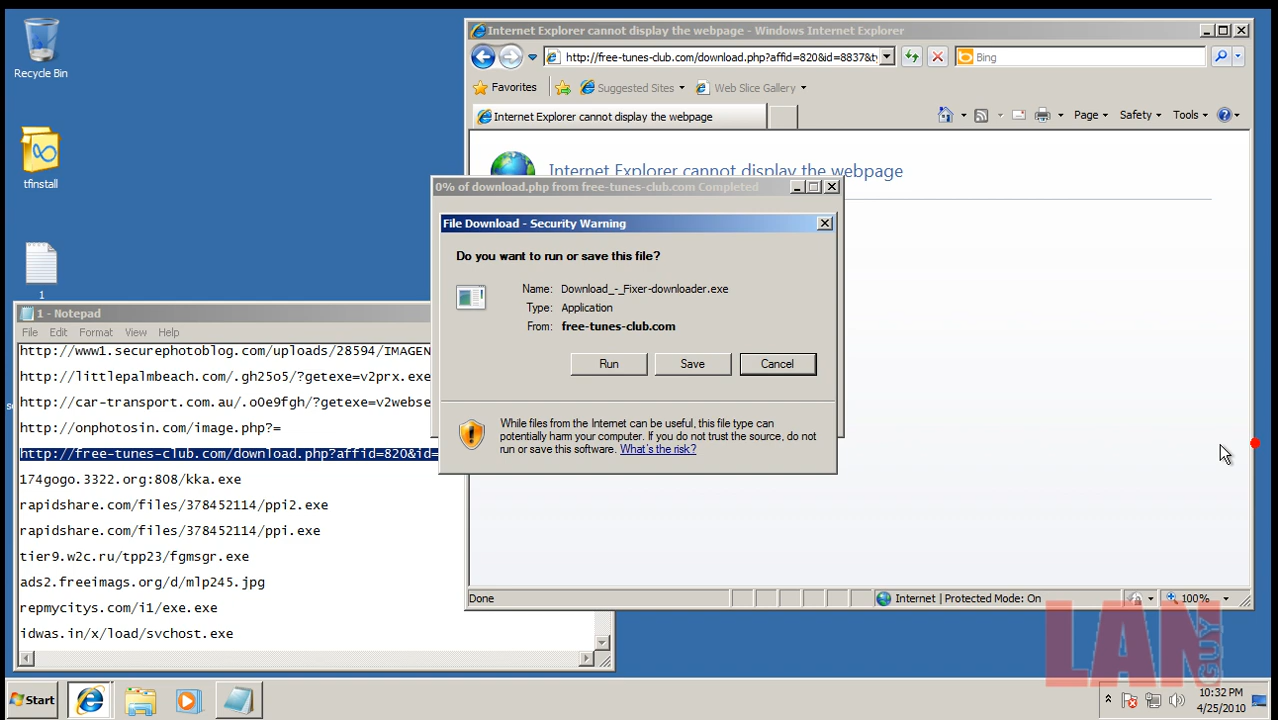 Recycle Bin
tfinstall
1
Internet Explorer cannot display the webpage - Windows Internet Explorer
http://free-tunes-club.com/download.php?affid=820&id=8837&ty
Bing
Favorites
Suggested Sites
Web Slice Gallery
Internet Explorer cannot display the webpage
Page
Safety
Tools
Internet Explorer cannot display the webpage
0% of download.php from free-tunes-club.com Completed
File Download - Security Warning
Do you want to run or save this file?
Name: Download_-_Fixer-downloader.exe
Type: Application
From: free-tunes-club.com
Run Save Cancel
While files from the Internet can be useful, this file type can
potentially harm your computer. If you do not trust the source, do not
run or save this software. What's the risk?
1 - Notepad
File Edit Format View Help
http://www1.securephotoblog.com/uploads/28594/IMAGEN
http://littlepalmbeach.com/.gh25o5/?getexe=v2prx.exe
http://car-transport.com.au/.o0e9fgh/?getexe=v2webse
http://onphotosin.com/image.php?=
http://free-tunes-club.com/download.php?affid=820&id=
174gogo.3322.org:808/kka.exe
rapidshare.com/files/378452114/ppi2.exe
rapidshare.com/files/378452114/ppi.exe
tier9.w2c.ru/tpp23/fgmsgr.exe
ads2.freeimags.org/d/mlp245.jpg
repmycitys.com/i1/exe.exe
idwas.in/x/load/svchost.exe
Done
Internet | Protected Mode: On
100%
LAN
GUY
Start
10:32 PM
4/25/2010